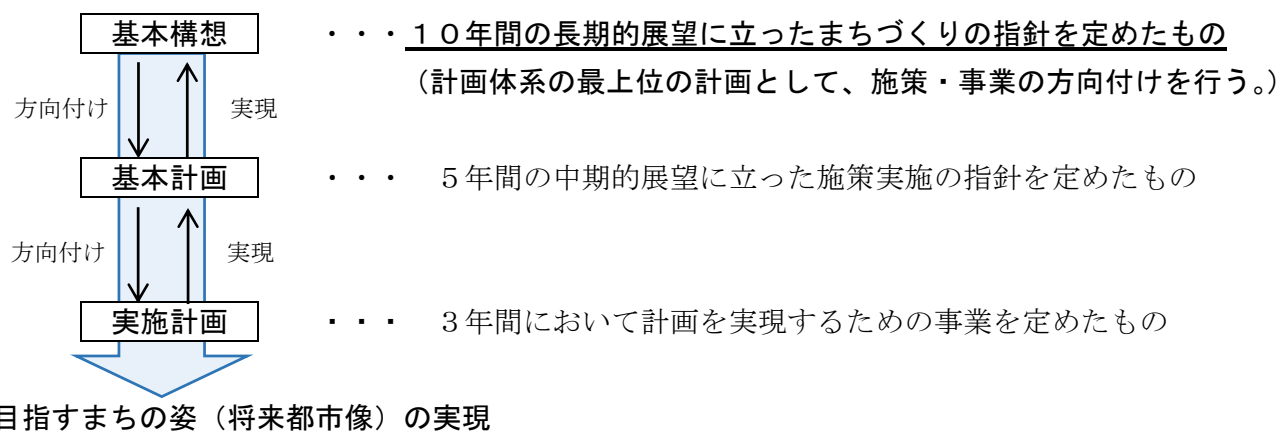 基本構想 ・・・１０年間の長期的展望に立ったまちづくりの指針を定めたもの
（計画体系の最上位の計画として、施策・事業の方向付けを行う。）
方向付け 実現
基本計画 ・・・ ５年間の中期的展望に立った施策実施の指針を定めたもの
方向付け 実現
実施計画 ・・・ ３年間において計画を実現するための事業を定めたもの
目指すまちの姿（将来都市像）の実現